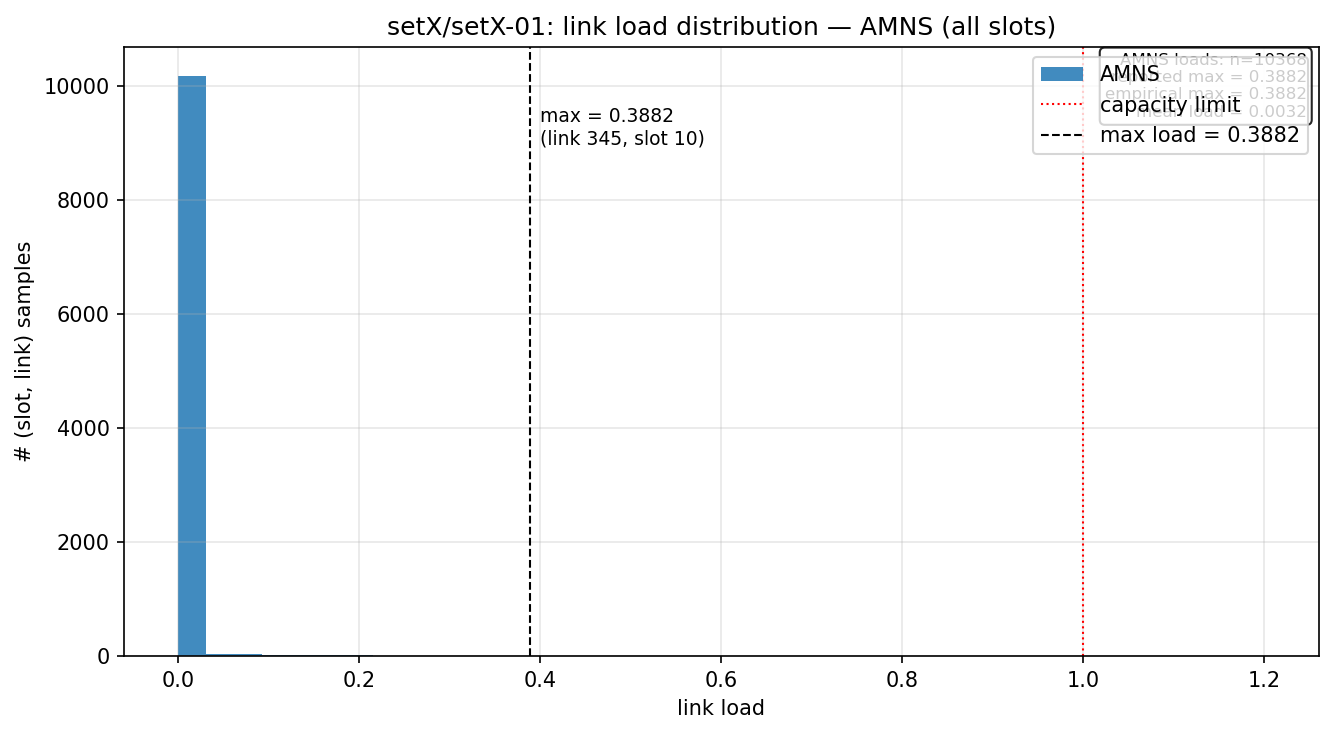 setX/setX-01: link load distribution — AMNS (all slots)
# (slot, link) samples
10000
8000
6000
4000
2000
0
max = 0.3882
(link 345, slot 10)
AMNS loads: n=10368
max = 0.3882
empirical max = 0.3882
mean load = 0.0032
AMNS
capacity limit
max load = 0.3882
0.0
0.2
0.4
0.6
0.8
1.0
1.2
link load